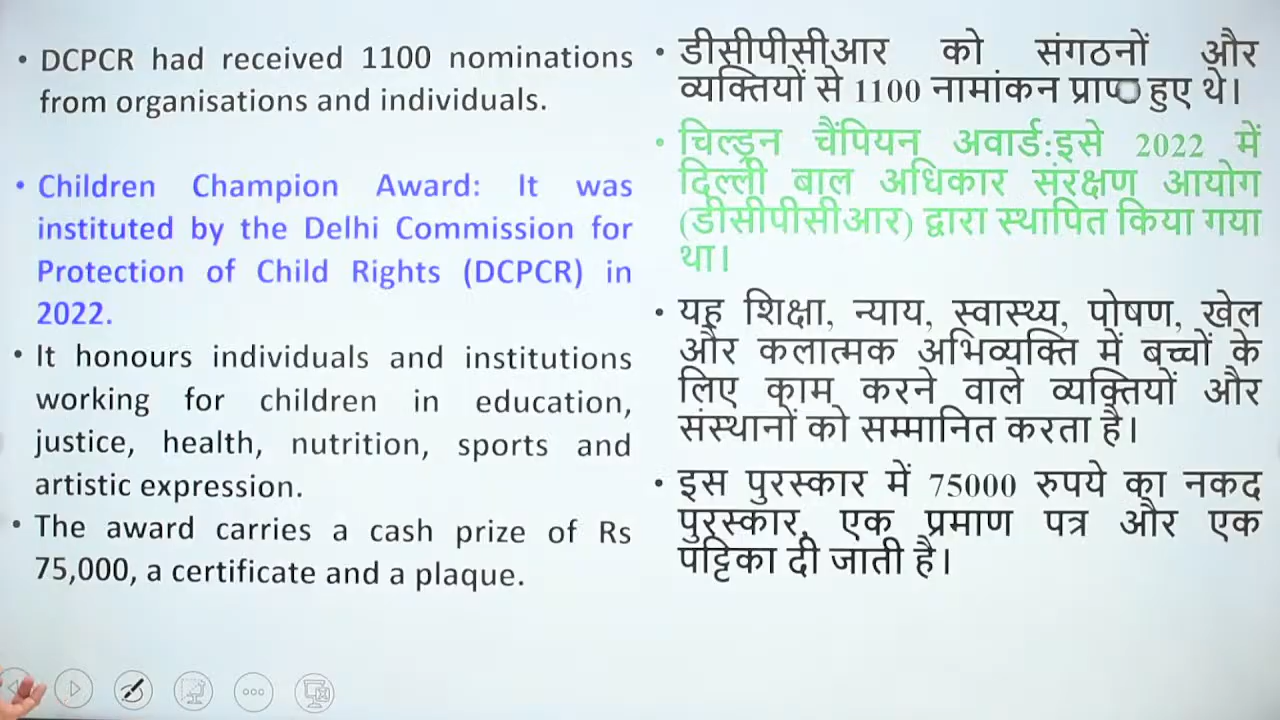 • DCPCR had received 1100 nominations
from organisations and individuals.
• Children Champion Award: It was
instituted by the Delhi Commission for
Protection of Child Rights (DCPCR) in
2022.
• It honours individuals and institutions
working for children in education,
justice, health, nutrition, sports and
artistic expression.
• The award carries a cash prize of Rs
75,000, a certificate and a plaque.
• डीसीपीसीआर को संगठनों और
व्यक्तियों से 1100 नामांकन प्राप्त हुए थे।
• चिल्ड्रन चैंपियन अवार्ड:इसे 2022 में
दिल्ली बाल अधिकार संरक्षण आयोग
(डीसीपीसीआर) द्वारा स्थापित किया गया
था।
• यह शिक्षा, न्याय, स्वास्थ्य, पोषण, खेल
और कलात्मक अभिव्यक्ति में बच्चों के
लिए काम करने वाले व्यक्तियों और
संस्थानों को सम्मानित करता है।
• इस पुरस्कार में 75000 रुपये का नकद
पुरस्कार, एक प्रमाण पत्र और एक
पट्टिका दी जाती है।